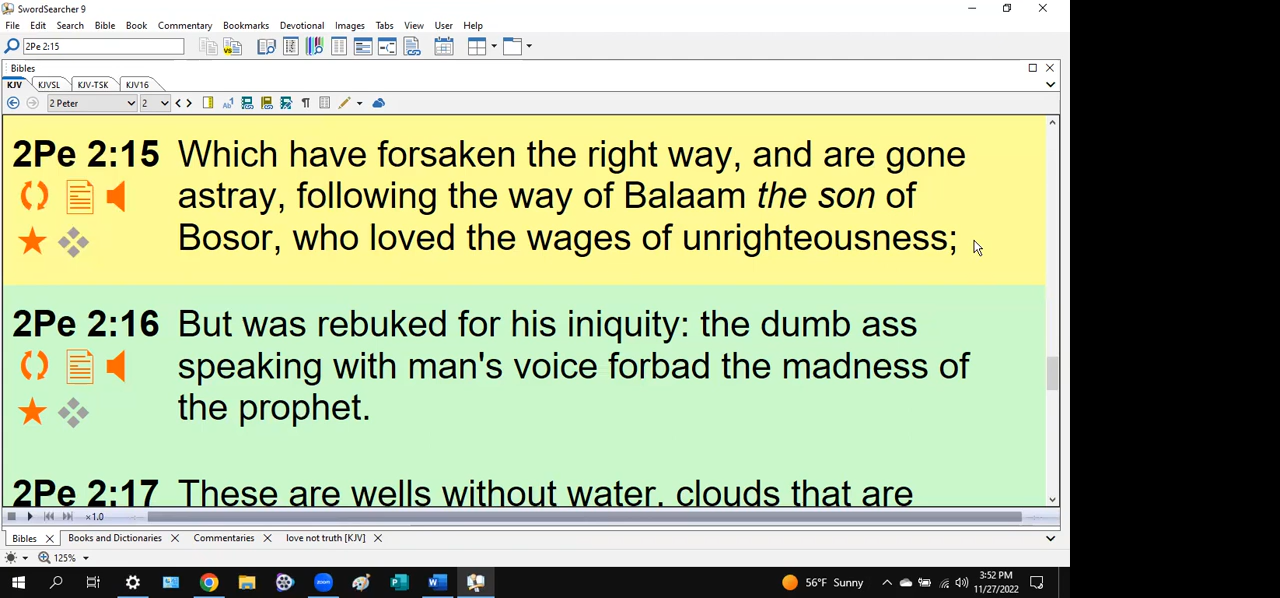 SwordSearcher 9
File Edit Search Bible Book Commentary Bookmarks Devotional Images Tabs View User Help
2Pe 2:15
Bibles
KJV KJVSL KJV-TSK KJV16
2 Peter 2
2Pe 2:15 Which have forsaken the right way, and are gone
astray, following the way of Balaam the son of
Bosor, who loved the wages of unrighteousness;
2Pe 2:16 But was rebuked for his iniquity: the dumb ass
speaking with man's voice forbad the madness of
the prophet.
2Pe 2:17 These are wells without water, clouds that are
×1.0
Bibles Books and Dictionaries Commentaries love not truth [KJV]
125%
56°F Sunny 3:52 PM
11/27/2022